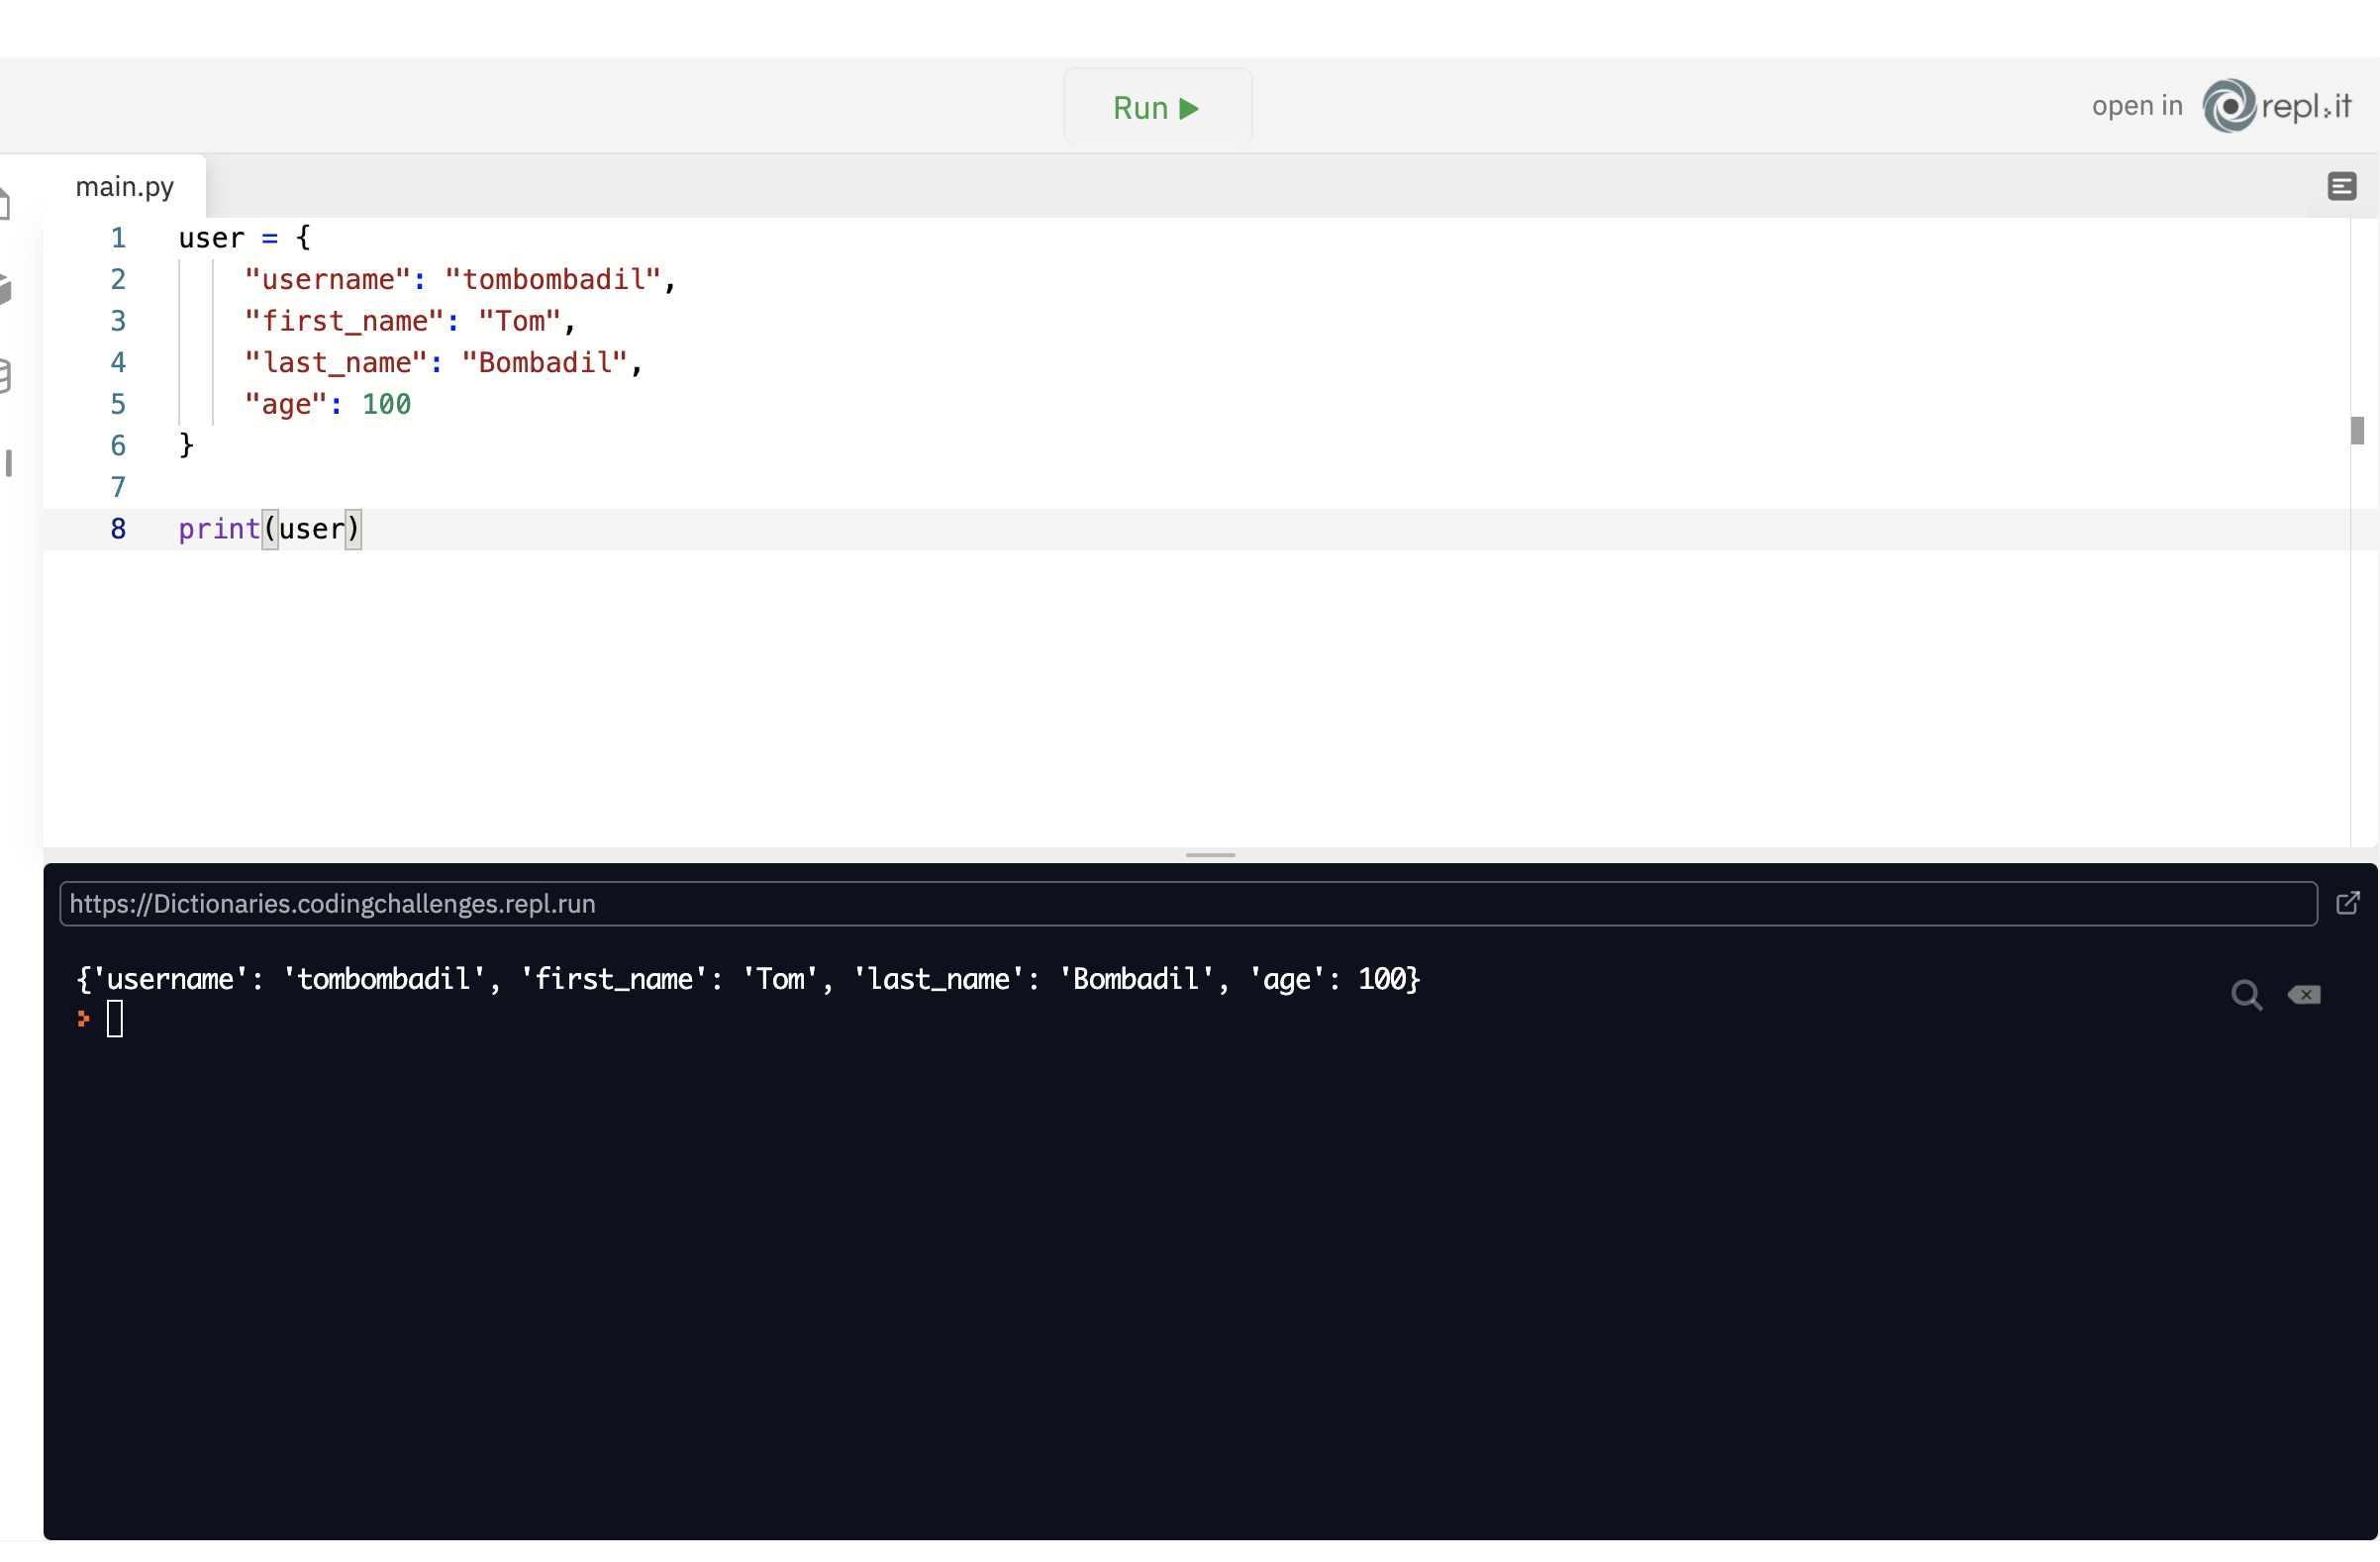 Run
open in repl.it
main.py
1 user = {
2 "username": "tombombadil",
3 "first_name": "Tom",
4 "last_name": "Bombadil",
5 "age": 100
6 }
7
8 print(user)
https://Dictionaries.codingchallenges.repl.run
{'username': 'tombombadil', 'first_name': 'Tom', 'last_name': 'Bombadil', 'age': 100}